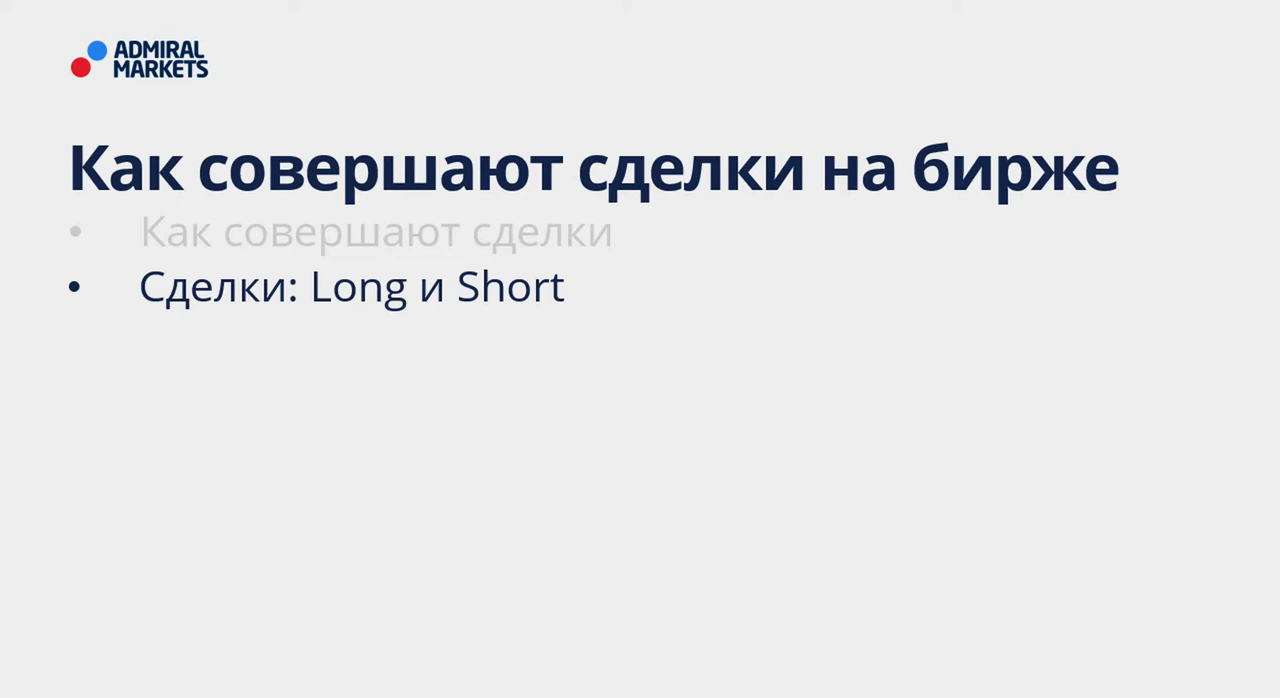 ADMIRAL
MARKETS
Как совершают сделки на бирже
• Как совершают сделки
• Сделки: Long и Short